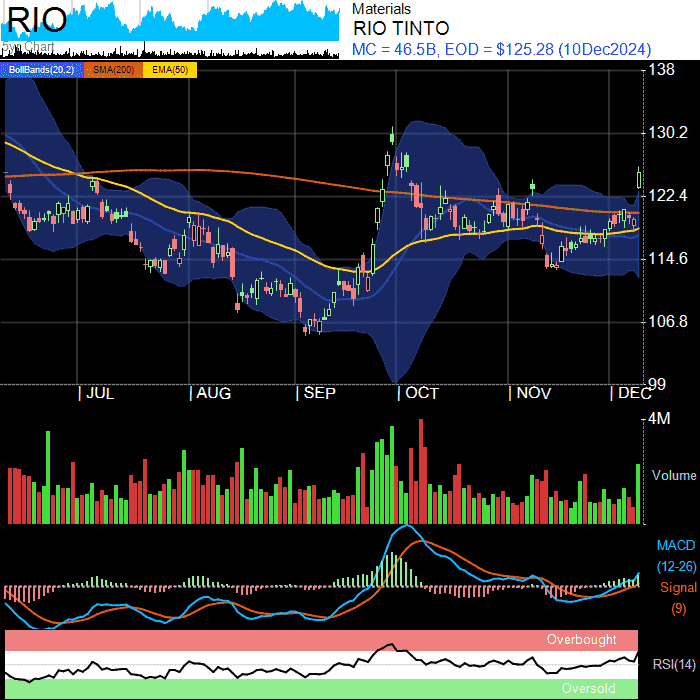 RIO
Materials
RIO TINTO
MC = 46.5B, EOD = $125.28 (10Dec2024)
BollBands(20,2) SMA(200) EMA(50)
138
130.2
122.4
114.6
106.8
99
JUL AUG SEP OCT NOV DEC
4M
Volume
MACD
(12-26)
Signal
(9)
Overbought
RSI(14)
Oversold